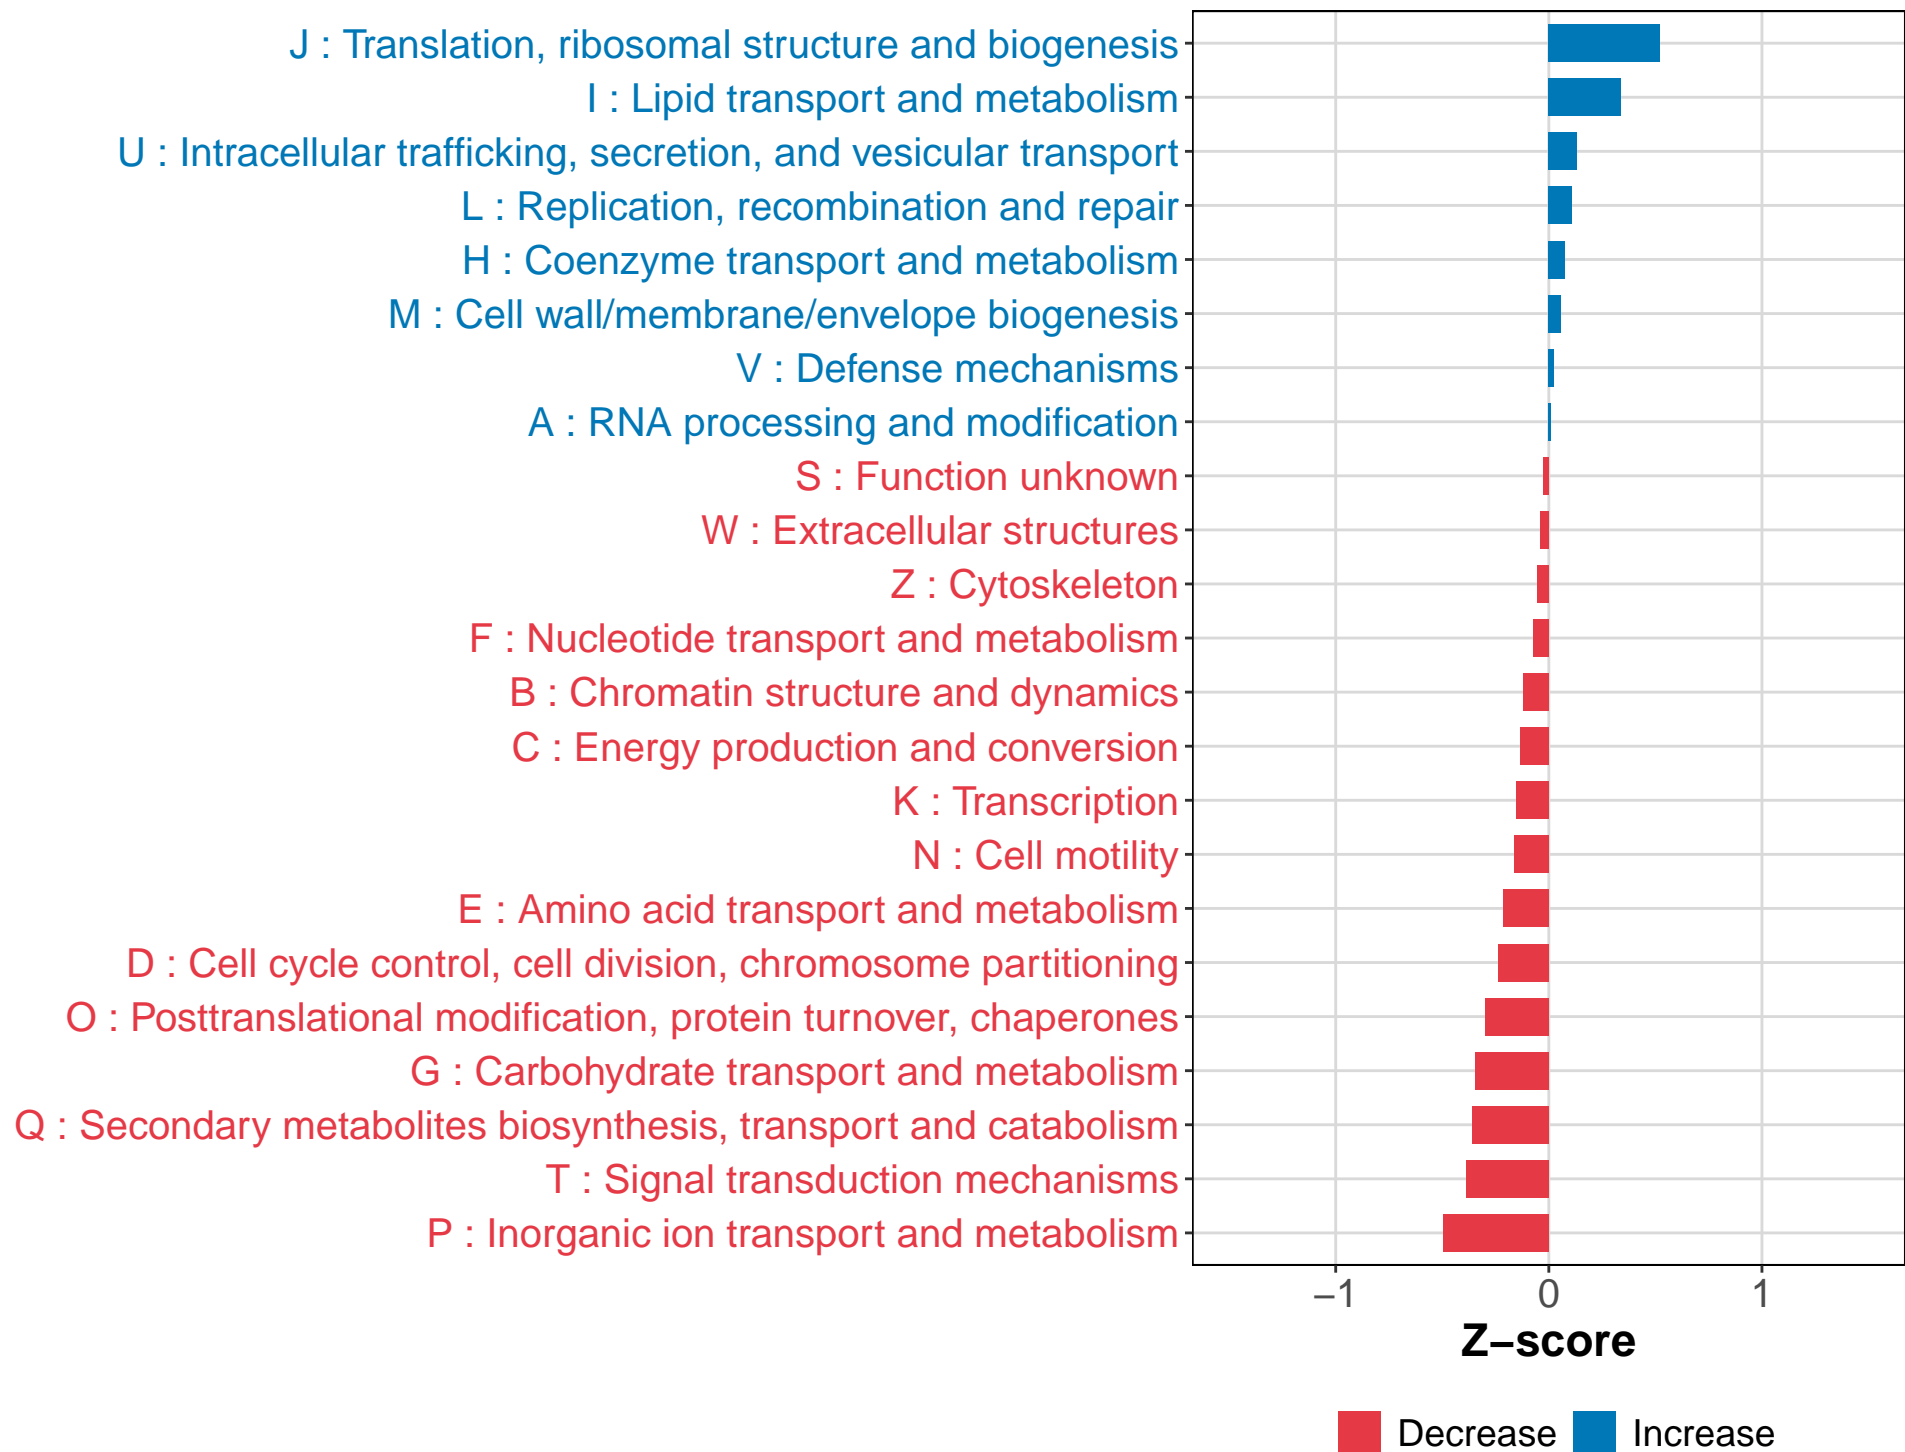 J : Translation, ribosomal structure and biogenesis
I : Lipid transport and metabolism
U : Intracellular trafficking, secretion, and vesicular transport
L : Replication, recombination and repair
H : Coenzyme transport and metabolism
M : Cell wall/membrane/envelope biogenesis
V : Defense mechanisms
A : RNA processing and modification
S : Function unknown
W : Extracellular structures
Z : Cytoskeleton
F : Nucleotide transport and metabolism
B : Chromatin structure and dynamics
C : Energy production and conversion
K : Transcription
N : Cell motility
E : Amino acid transport and metabolism
D : Cell cycle control, cell division, chromosome partitioning
O : Posttranslational modification, protein turnover, chaperones
G : Carbohydrate transport and metabolism
Q : Secondary metabolites biosynthesis, transport and catabolism
T : Signal transduction mechanisms
P : Inorganic ion transport and metabolism
−1 0 1
Z−score
Decrease Increase